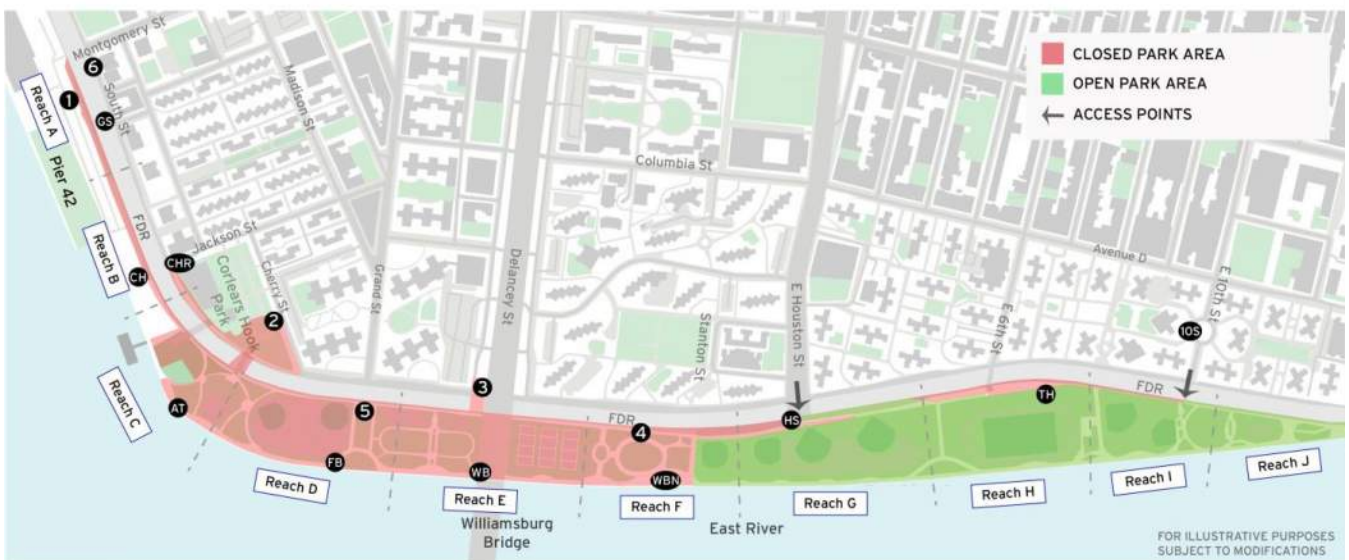 Montgomery St
6
1
South St
GS
Reach A
Pier 42
FDR
Reach B
CH
CHR
Jackson St
Corlears Hook
Park
Cherry St
2
Madison St
Reach C
AT
Grand St
5
FB
Reach D
3
WB
Reach E
Delancey St
Williamsburg
Bridge
Columbia St
FDR
4
WBN
Reach F
Stanton St
East River
E Houston St
HS
Reach G
E 6th St
TH
Reach H
Avenue D
10S
E 10th St
FDR
Reach I
Reach J
CLOSED PARK AREA
OPEN PARK AREA
ACCESS POINTS
FOR ILLUSTRATIVE PURPOSES
SUBJECT TO MODIFICATIONS